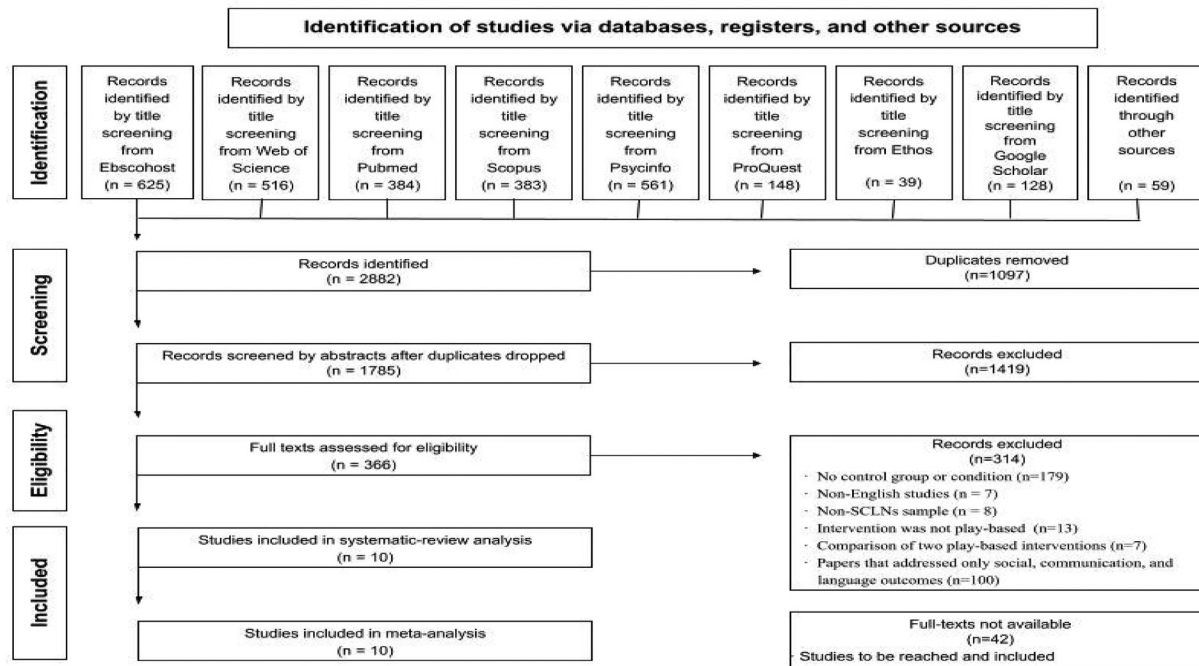 Identification of studies via databases, registers, and other sources
Identification
Records
identified
by title
screening
from
Ebscohost
(n = 625)
Records
identified by
title
screening
from Web of
Science
(n = 516)
Records
identified by
title
screening
from
Pubmed
(n = 384)
Records
identified by
title
screening
from
Scopus
(n = 383)
Records
identified by
title
screening
from
Psycinfo
(n = 561)
Records
identified by
title
screening
from
ProQuest
(n = 148)
Records
identified by
title
screening
from Ethos
(n = 39)
Records
identified by
title screening
from
Google
Scholar
(n = 128)
Records
identified
through
other
sources
(n = 59)
Screening
Records identified
(n = 2882)
Duplicates removed
(n=1097)
Records screened by abstracts after duplicates dropped
(n = 1785)
Records excluded
(n=1419)
Eligibility
Full texts assessed for eligibility
(n = 366)
Records excluded
(n=314)
· No control group or condition (n=179)
· Non-English studies (n = 7)
· Non-SCLNs sample (n = 8)
· Intervention was not play-based (n=13)
· Comparison of two play-based interventions (n=7)
· Papers that addressed only social, communication, and
language outcomes (n=100)
Included
Studies included in systematic-review analysis
(n = 10)
Studies included in meta-analysis
(n = 10)
Full-texts not available
(n=42)
· Studies to be reached and included